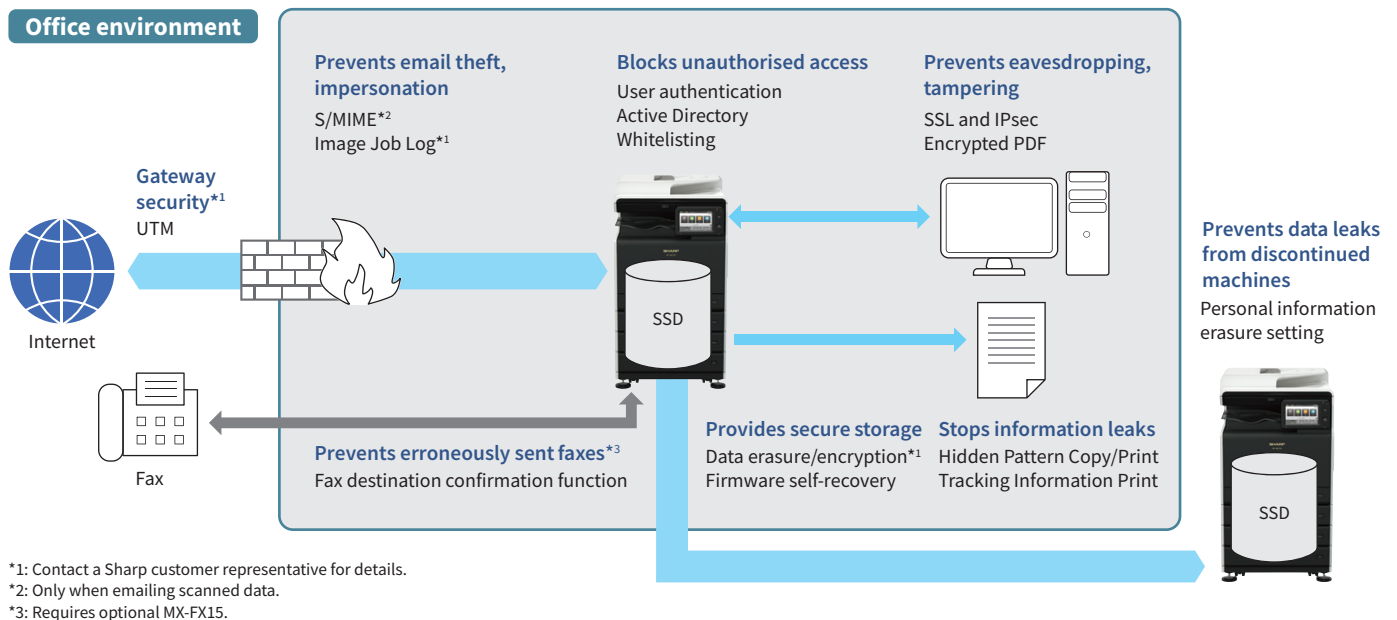 Office environment
Prevents email theft,
impersonation
S/MIME*2
Image Job Log*1
Blocks unauthorised access
User authentication
Active Directory
Whitelisting
Prevents eavesdropping,
tampering
SSL and IPsec
Encrypted PDF
Gateway
security*1
UTM
Internet
SHARP
SSD
Prevents data leaks
from discontinued
machines
Personal information
erasure setting
Fax
Prevents erroneously sent faxes*3
Fax destination confirmation function
Provides secure storage
Data erasure/encryption*1
Firmware self-recovery
Stops information leaks
Hidden Pattern Copy/Print
Tracking Information Print
SHARP
SSD
*1: Contact a Sharp customer representative for details.
*2: Only when emailing scanned data.
*3: Requires optional MX-FX15.